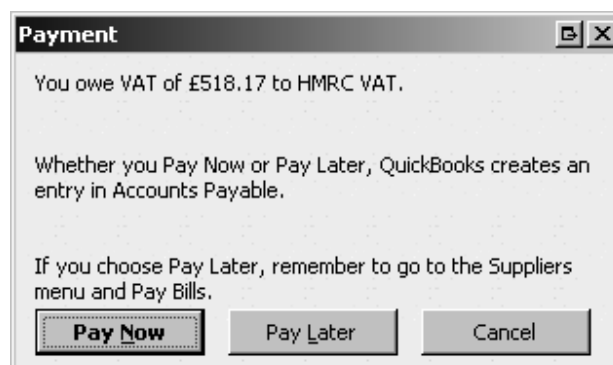 Payment
You owe VAT of £518.17 to HMRC VAT.
Whether you Pay Now or Pay Later, QuickBooks creates an
entry in Accounts Payable.
If you choose Pay Later, remember to go to the Suppliers
menu and Pay Bills.
Pay Now Pay Later Cancel